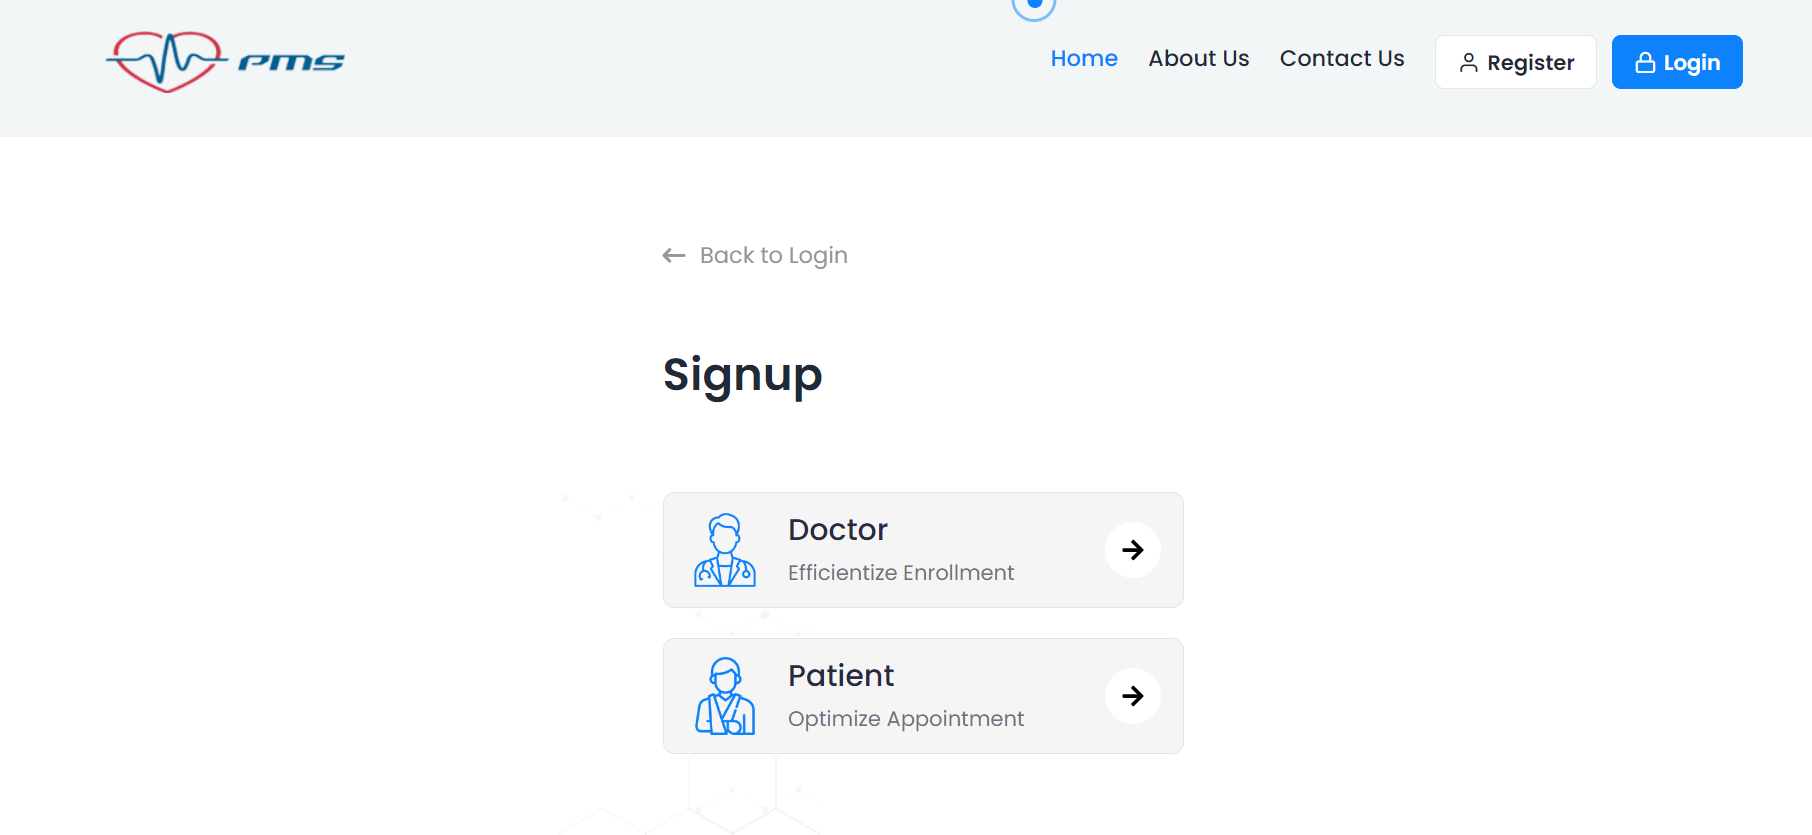 PMS
Home
About Us
Contact Us
Register
Login
Back to Login
Signup
Doctor
Efficientize Enrollment
Patient
Optimize Appointment